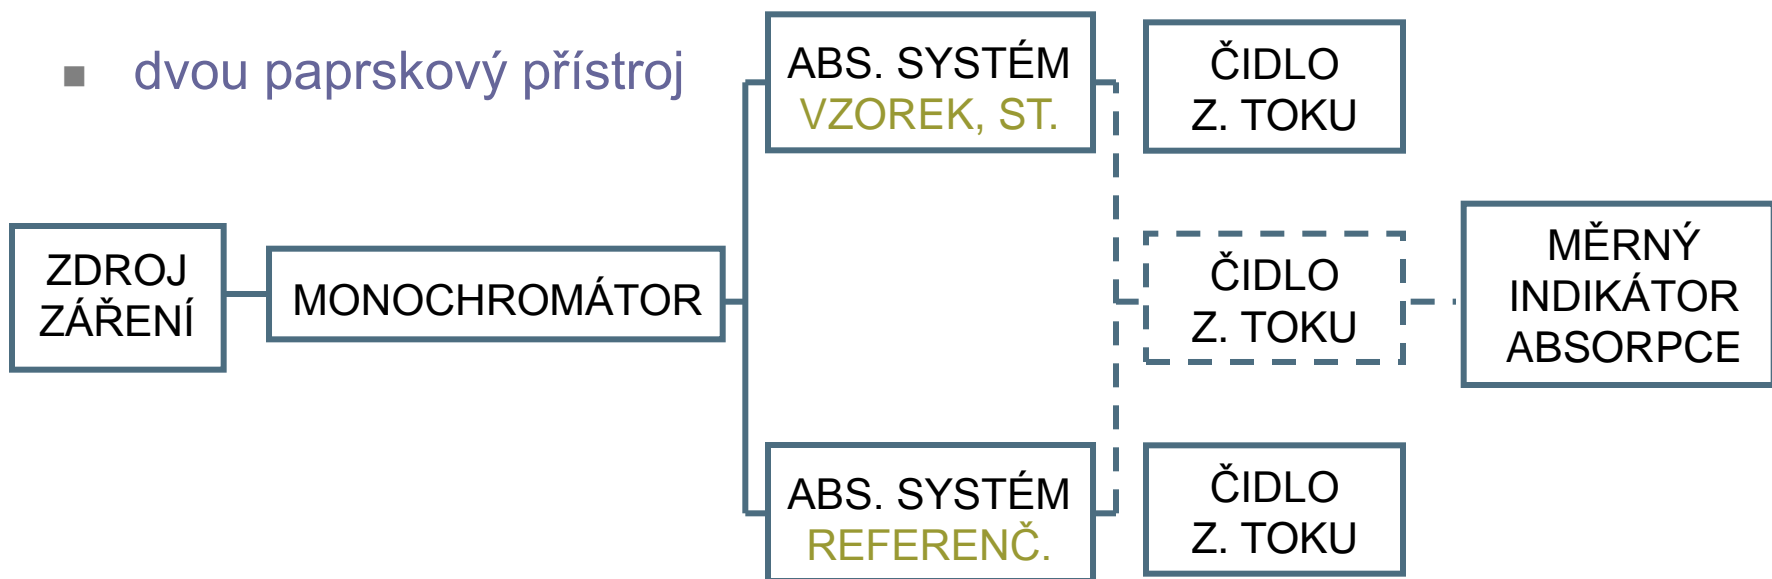 dvou paprskový přístroj
ABS. SYSTÉM
VZOREK, ST.
ČIDLO
Z. TOKU
ZDROJ
ZÁŘENÍ
MONOCHROMÁTOR
ČIDLO
Z. TOKU
MĚRNÝ
INDIKÁTOR
ABSORPCE
ABS. SYSTÉM
REFERENČ.
ČIDLO
Z. TOKU